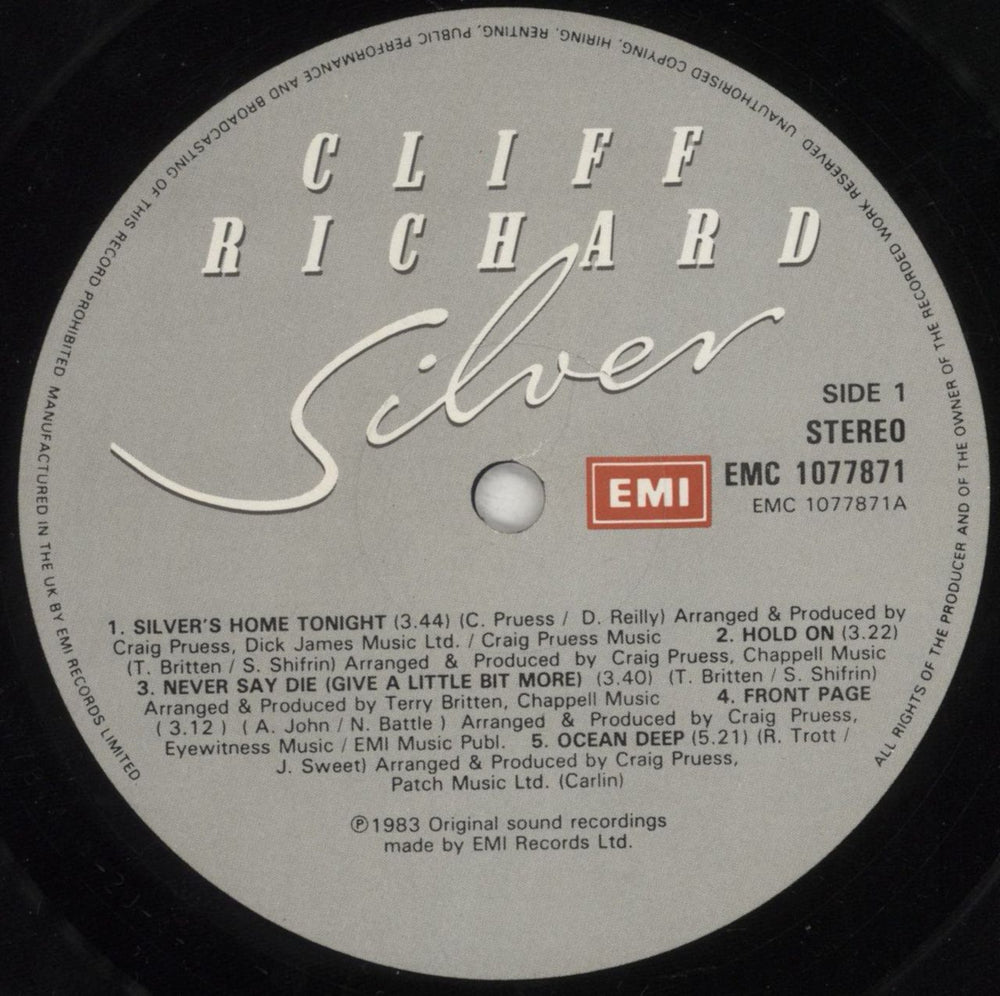 CLIFF
RICHARD
Silver
SIDE 1
STEREO
EMI
EMC 1077871
EMC 1077871A
1. SILVER'S HOME TONIGHT (3.44) (C. Pruess / D. Reilly) Arranged & Produced by
Craig Pruess, Dick James Music Ltd. / Craig Pruess Music 2. HOLD ON (3.22)
(T. Britten / S. Shifrin) Arranged & Produced by Craig Pruess, Chappell Music
3. NEVER SAY DIE (GIVE A LITTLE BIT MORE) (3.40) (T. Britten / S. Shifrin)
Arranged & Produced by Terry Britten, Chappell Music 4. FRONT PAGE
(3.12) (A. John / N. Battle) Arranged & Produced by Craig Pruess,
Eyewitness Music / EMI Music Publ. 5. OCEAN DEEP (5.21) (R. Trott /
J. Sweet) Arranged & Produced by Craig Pruess,
Patch Music Ltd. (Carlin)
℗1983 Original sound recordings
made by EMI Records Ltd.
ALL RIGHTS OF THE PRODUCER AND OF THE OWNER OF THE RECORDED WORK RESERVED UNAUTHORISED COPYING, HIRING, RENTING, PUBLIC PERFORMANCE AND BROADCASTING OF THIS RECORD PROHIBITED MANUFACTURED IN THE UK BY EMI RECORDS LIMITED